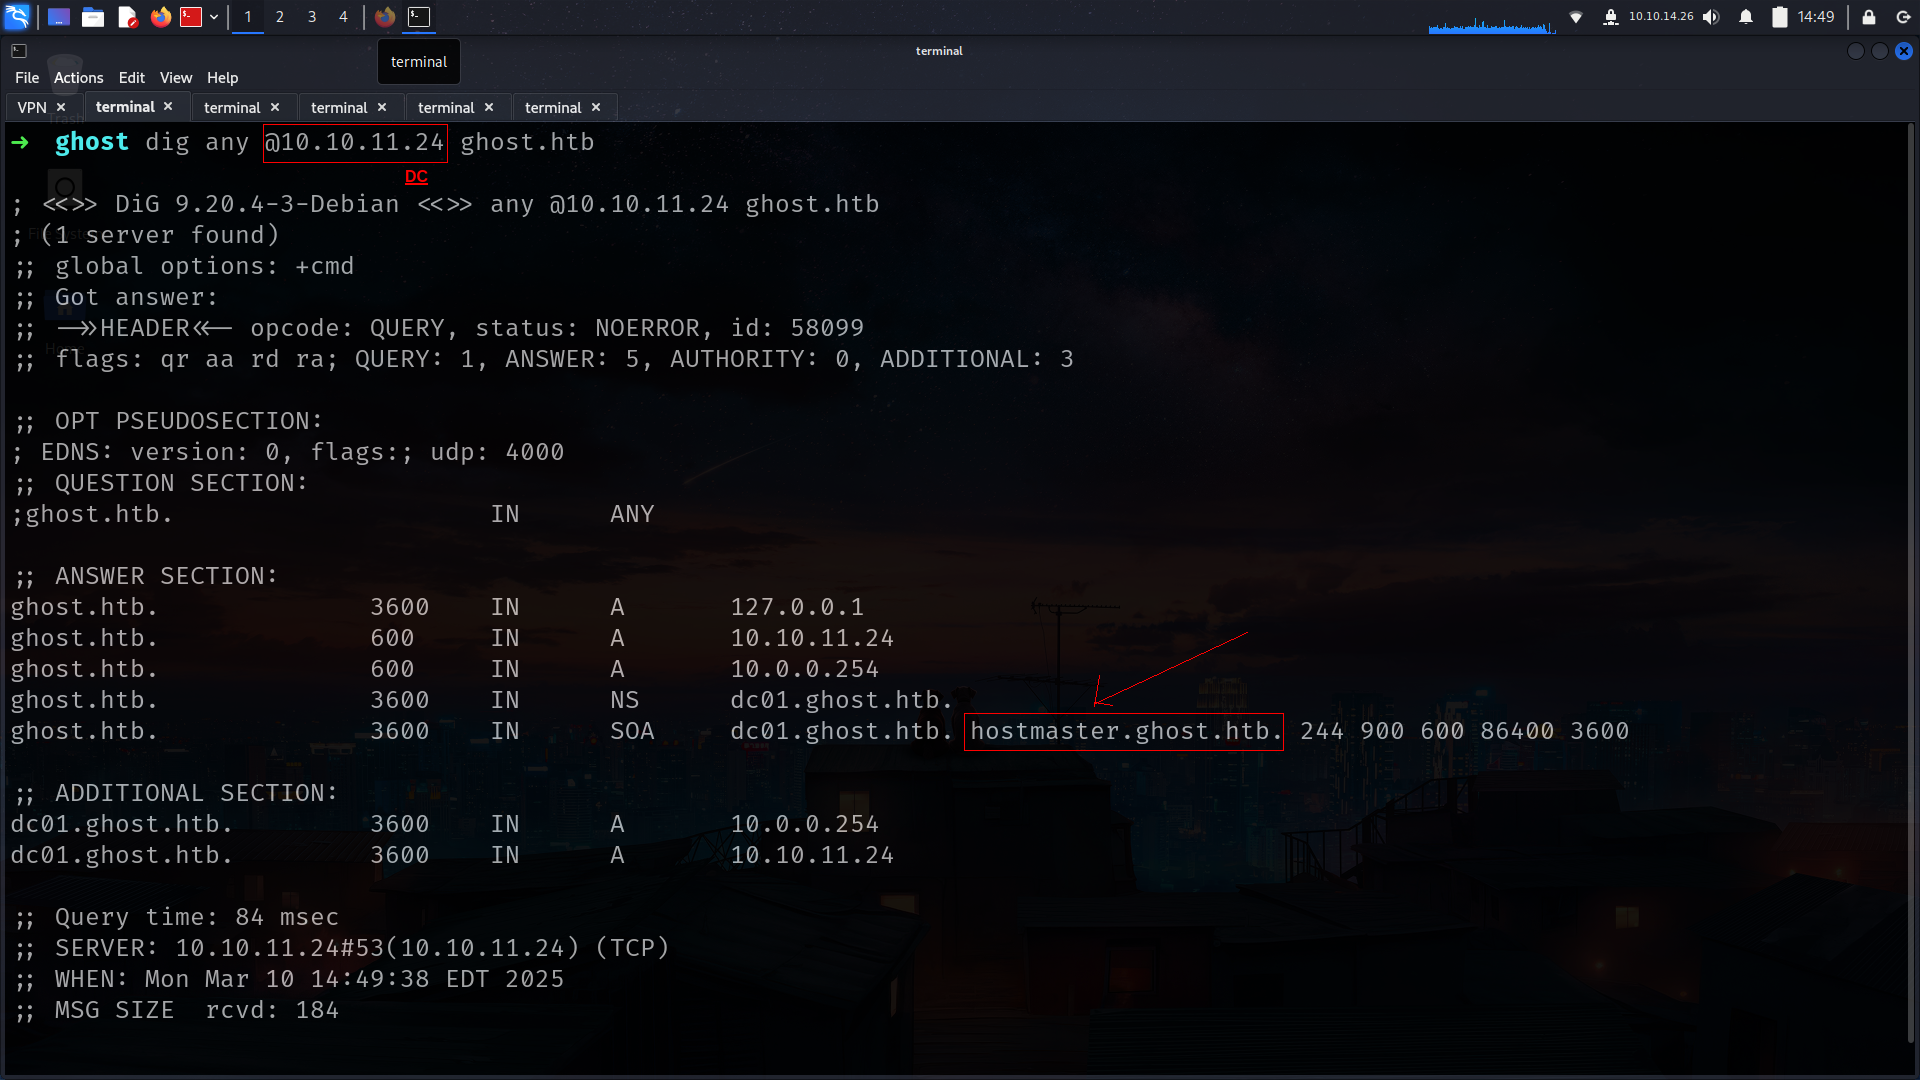 1 2 3 4 10.10.14.26 14:49
terminal
terminal
File Actions Edit View Help
VPN × terminal × terminal × terminal × terminal × terminal ×
Trash
→ ghost dig any @10.10.11.24 ghost.htb
DC
; <<>> DiG 9.20.4-3-Debian <<>> any @10.10.11.24 ghost.htb
; (1 server found)
;; global options: +cmd
;; Got answer:
;; ->>HEADER<<- opcode: QUERY, status: NOERROR, id: 58099
;; flags: qr aa rd ra; QUERY: 1, ANSWER: 5, AUTHORITY: 0, ADDITIONAL: 3
;; OPT PSEUDOSECTION:
; EDNS: version: 0, flags:; udp: 4000
;; QUESTION SECTION:
;ghost.htb. IN ANY
;; ANSWER SECTION:
ghost.htb. 3600 IN A 127.0.0.1
ghost.htb. 600 IN A 10.10.11.24
ghost.htb. 600 IN A 10.0.0.254
ghost.htb. 3600 IN NS dc01.ghost.htb.
ghost.htb. 3600 IN SOA dc01.ghost.htb. hostmaster.ghost.htb. 244 900 600 86400 3600
;; ADDITIONAL SECTION:
dc01.ghost.htb. 3600 IN A 10.0.0.254
dc01.ghost.htb. 3600 IN A 10.10.11.24
;; Query time: 84 msec
;; SERVER: 10.10.11.24#53(10.10.11.24) (TCP)
;; WHEN: Mon Mar 10 14:49:38 EDT 2025
;; MSG SIZE rcvd: 184